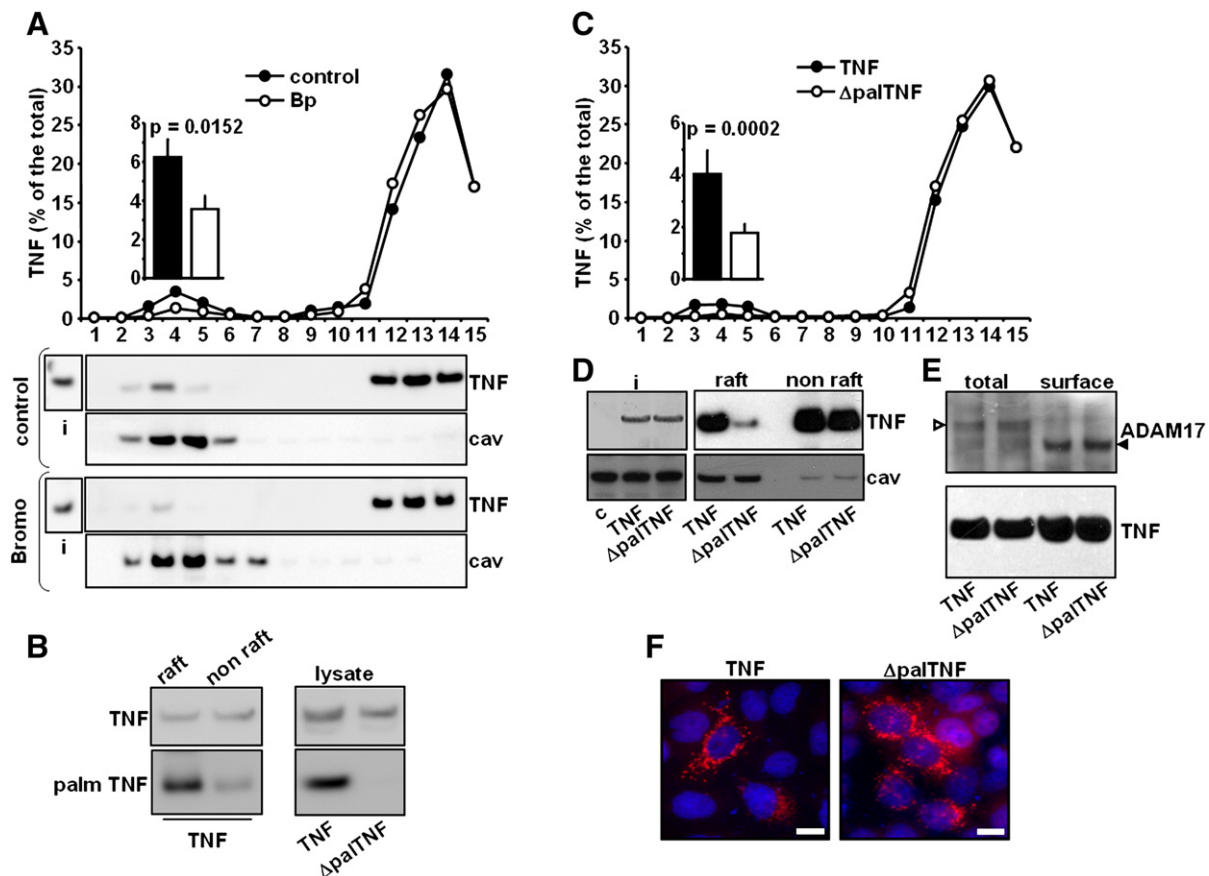 A
35
30
25
20
15
10
5
0
TNF (% of the total)
control
Bp
p = 0.0152
8
6
4
2
0
1 2 3 4 5 6 7 8 9 10 11 12 13 14 15
control
i
TNF
cav
Bromo
i
TNF
cav
B
raft non raft
lysate
TNF
palm TNF
TNF
TNF ΔpalTNF
C
35
30
25
20
15
10
5
0
TNF (% of the total)
TNF
ΔpalTNF
p = 0.0002
6
4
2
0
1 2 3 4 5 6 7 8 9 10 11 12 13 14 15
D
i raft non raft
TNF
cav
c TNF ΔpalTNF TNF ΔpalTNF TNF ΔpalTNF
E
total surface
ADAM17
TNF
TNF ΔpalTNF TNF ΔpalTNF
F
TNF ΔpalTNF